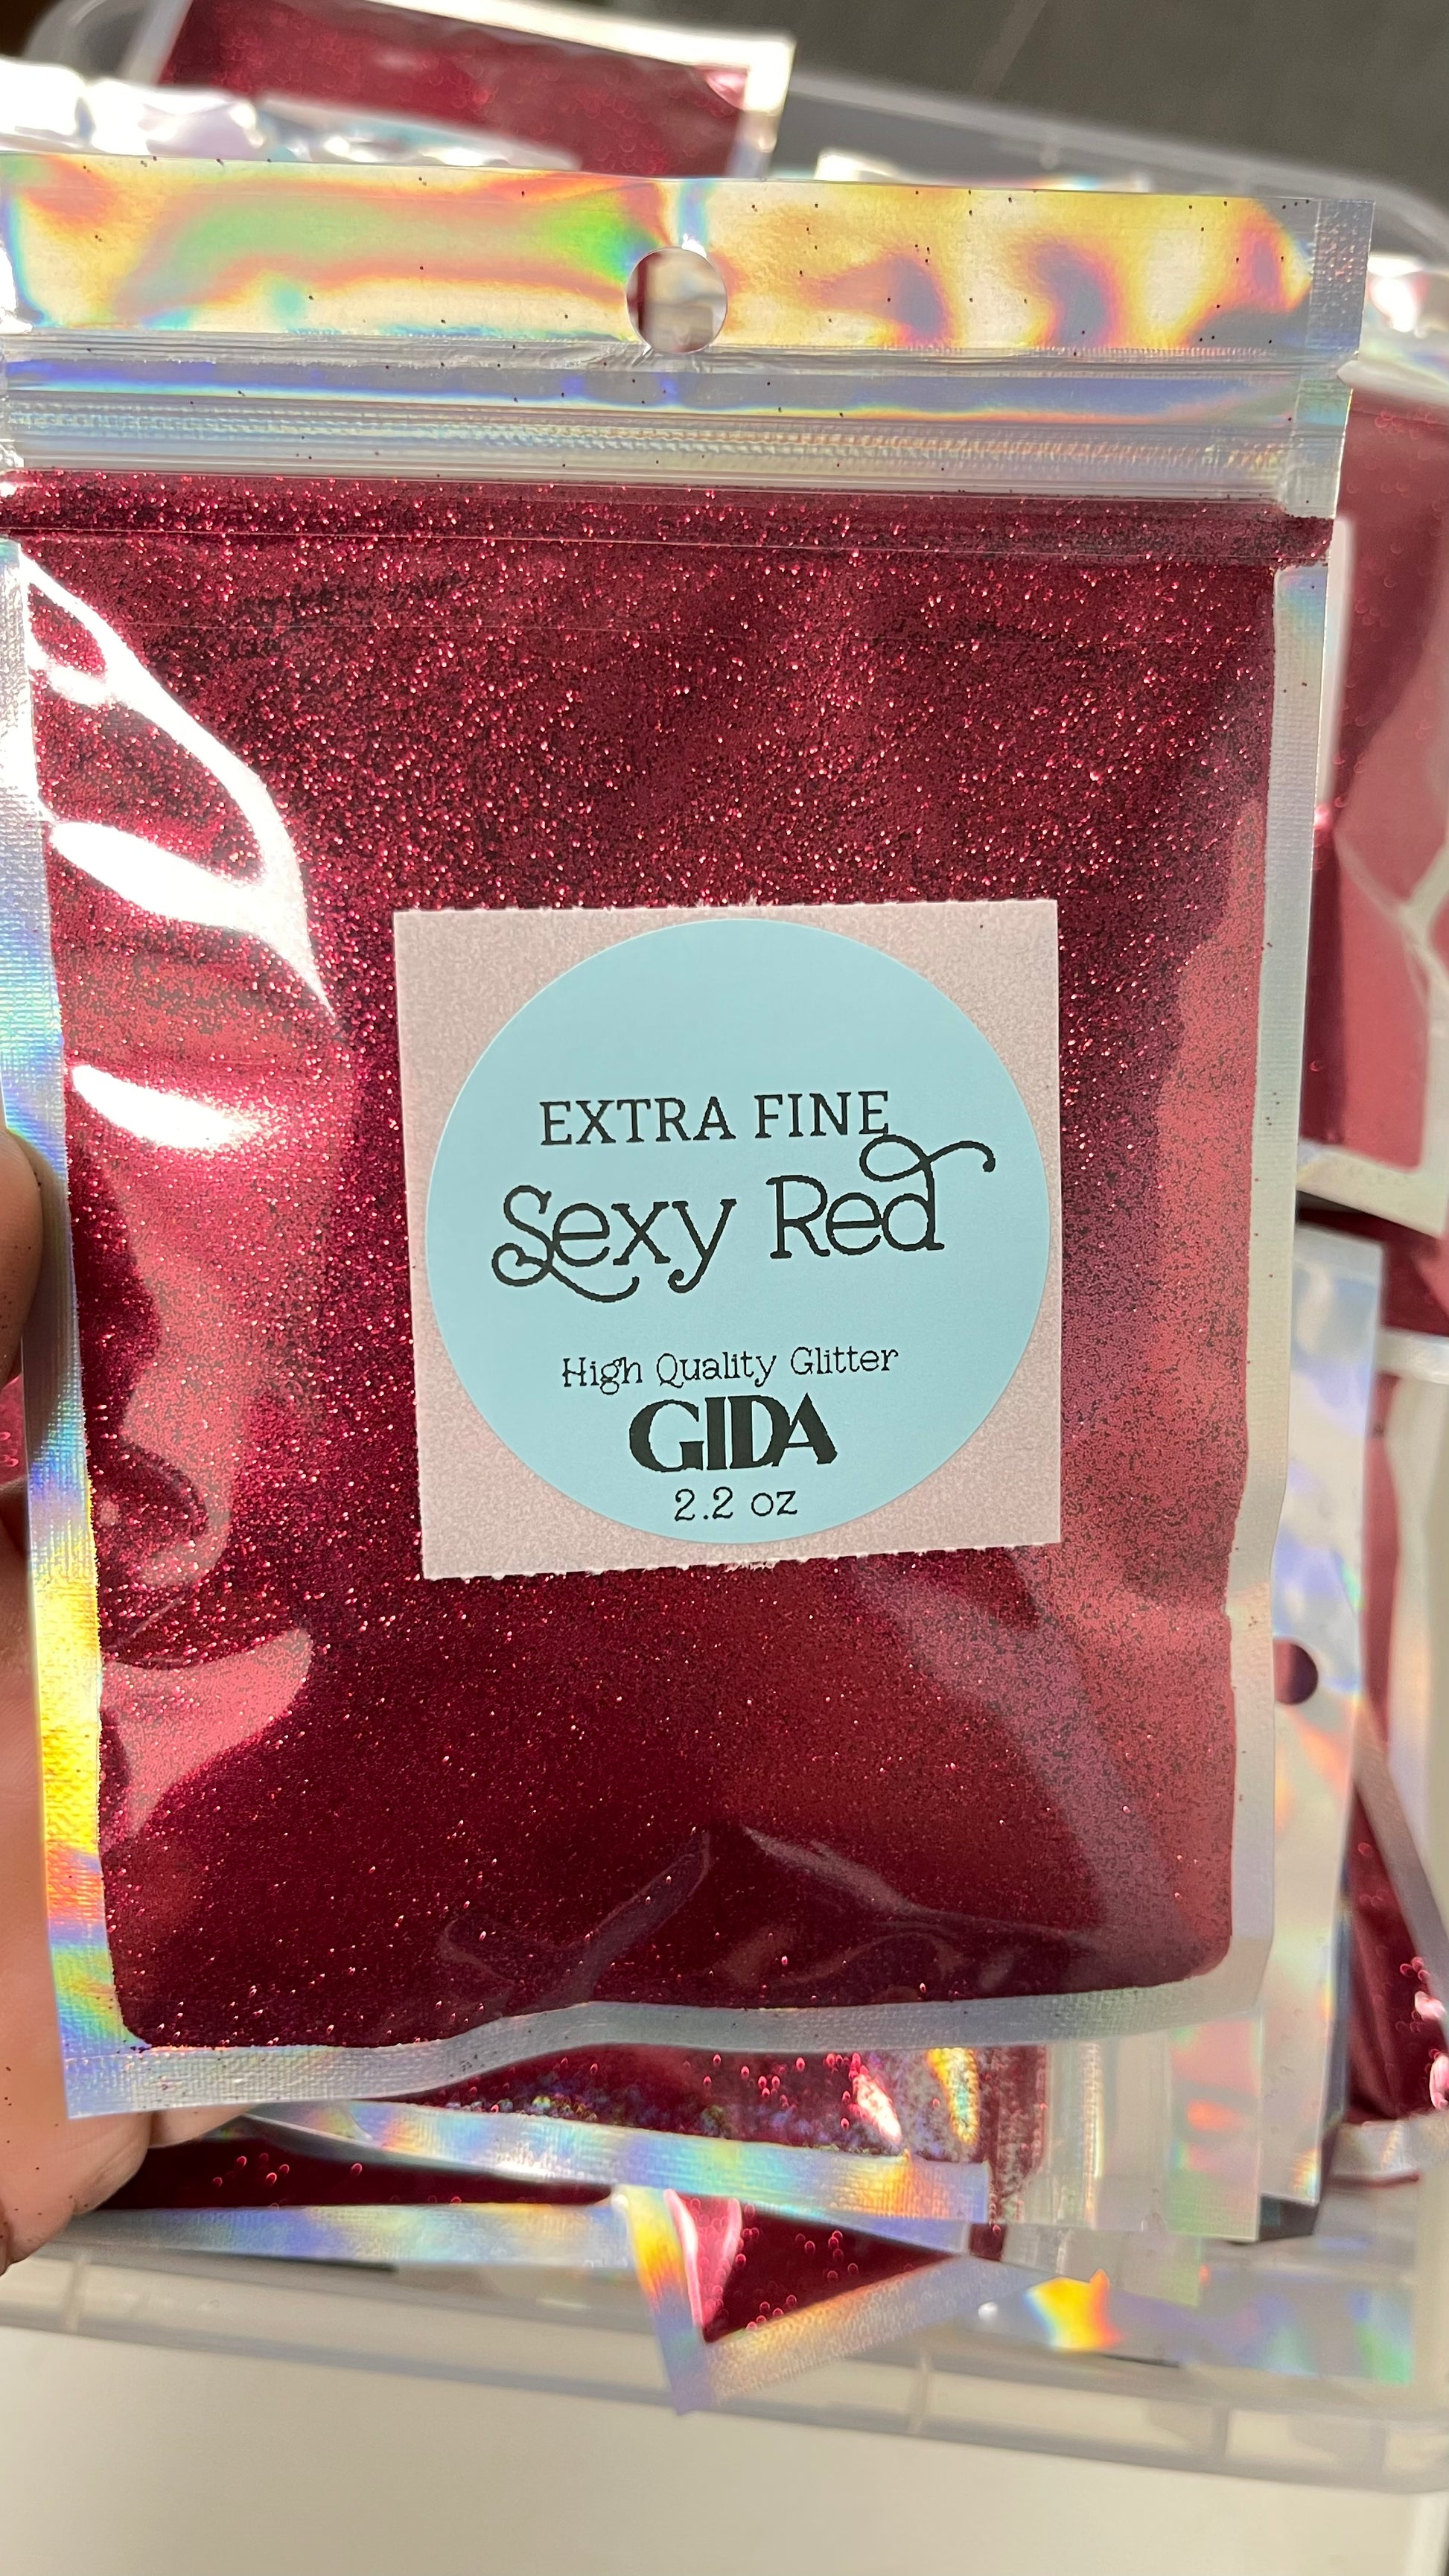 EXTRA FINE
Sexy Red
High Quality Glitter
GIDA
2.2 oz